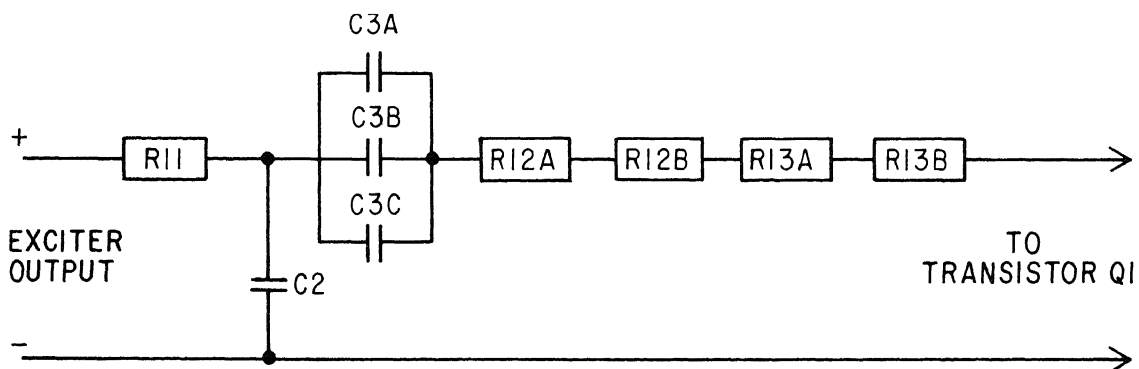 C3A
+
C3B
R11
R12A
R12B
R13A
R13B
C3C
EXCITER
OUTPUT
TO
TRANSISTOR Q1
C2
-